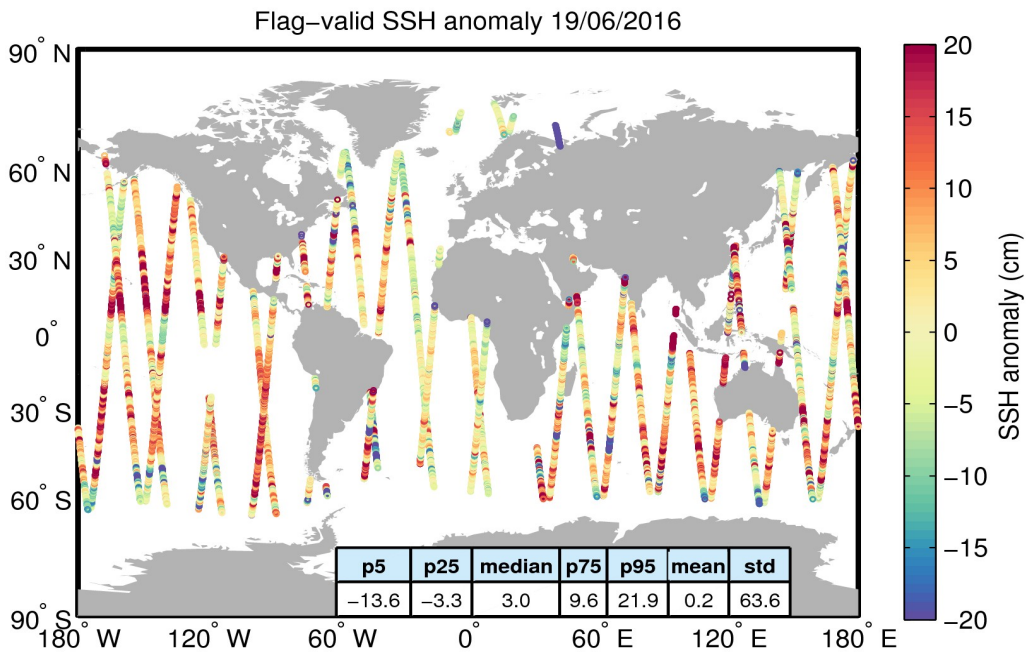 Flag−valid SSH anomaly 19/06/2016
90° N
60° N
30° N
0°
30° S
60° S
90° S
180° W 120° W 60° W 0° 60° E 120° E 180° E
p5 p25 median p75 p95 mean std
−13.6 −3.3 3.0 9.6 21.9 0.2 63.6
20
15
10
5
0
−5
−10
−15
−20
SSH anomaly (cm)